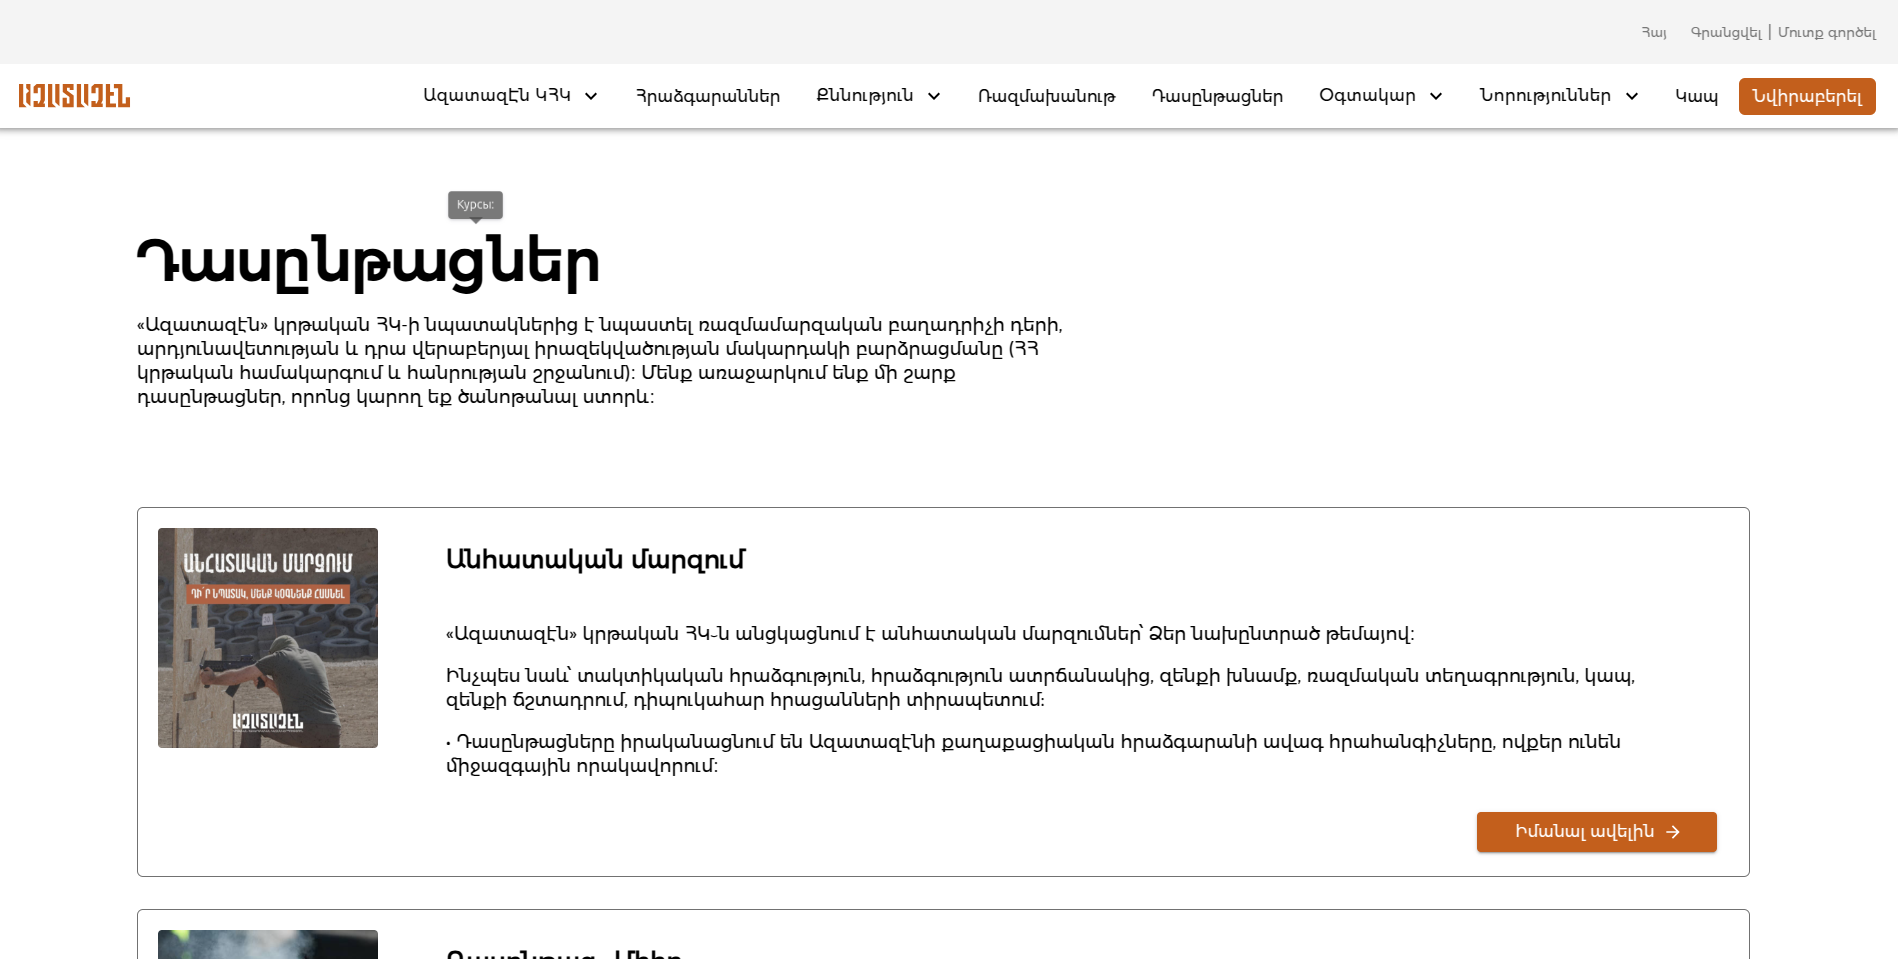 Հայ Գրանցվել | Մուտք գործել
ԱԶԱՏԱԶԷՆ ԱզատազԷն ԿՀԿ Հրաձգարաններ Քննություն Ռազմախանութ Դասընթացներ Օգտակար Նորություններ Կապ Նվիրաբերել
Курсы:
Դասընթացներ
«Ազատազէն» կրթական ՀԿ-ի նպատակներից է նպաստել ռազմամարզական բաղադրիչի դերի,
արդյունավետության և դրա վերաբերյալ իրազեկվածության մակարդակի բարձրացմանը (ՀՀ
կրթական համակարգում և հանրության շրջանում)։ Մենք առաջարկում ենք մի շարք
դասընթացներ, որոնց կարող եք ծանոթանալ ստորև։
ԱՆՀԱՏԱԿԱՆ ՄԱՐԶՈՒՄ
ԴԻ՛Ր ՆՊԱՏԱԿ, ՄԵՆՔ ԿՕԳՆԵՆՔ ՀԱՍՆԵԼ
ԱԶԱՏԱԶԷՆ
Անհատական մարզում
«Ազատազէն» կրթական ՀԿ-ն անցկացնում է անհատական մարզումներ՝ Ձեր նախընտրած թեմայով։
Ինչպես նաև՝ տակտիկական հրաձգություն, հրաձգություն ատրճանակից, զենքի խնամք, ռազմական տեղագրություն, կապ,
զենքի ճշտադրում, դիպուկահար հրացանների տիրապետում:
• Դասընթացները իրականացնում են Ազատազէնի քաղաքացիական հրաձգարանի ավագ հրահանգիչները, ովքեր ունեն
միջազգային որակավորում։
Իմանալ ավելին →